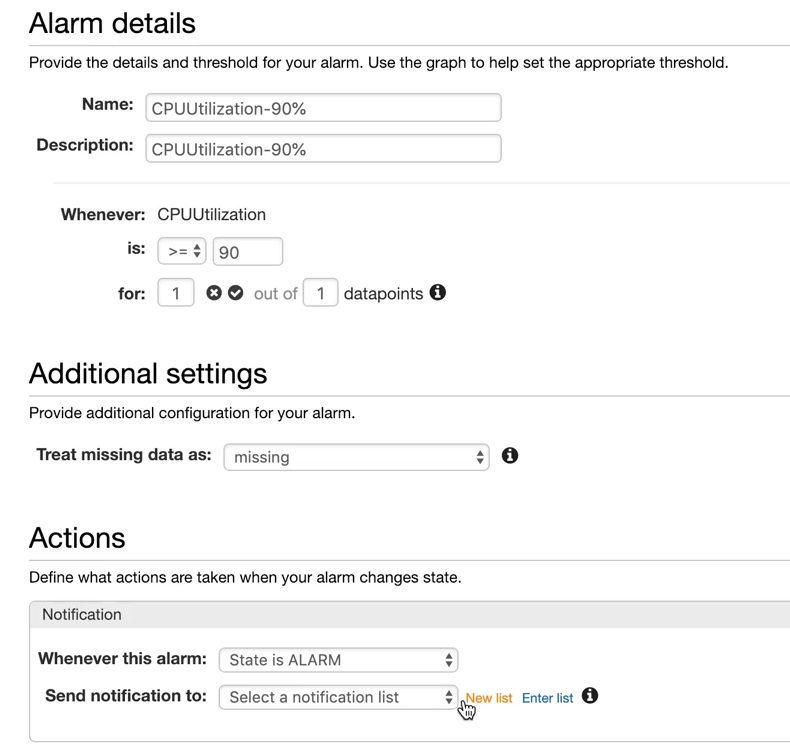 Alarm details
Provide the details and threshold for your alarm. Use the graph to help set the appropriate threshold.
Name: CPUUtilization-90%
Description: CPUUtilization-90%
Whenever: CPUUtilization
is: >= 90
for: 1 out of 1 datapoints
Additional settings
Provide additional configuration for your alarm.
Treat missing data as: missing
Actions
Define what actions are taken when your alarm changes state.
Notification
Whenever this alarm: State is ALARM
Send notification to: Select a notification list New list Enter list